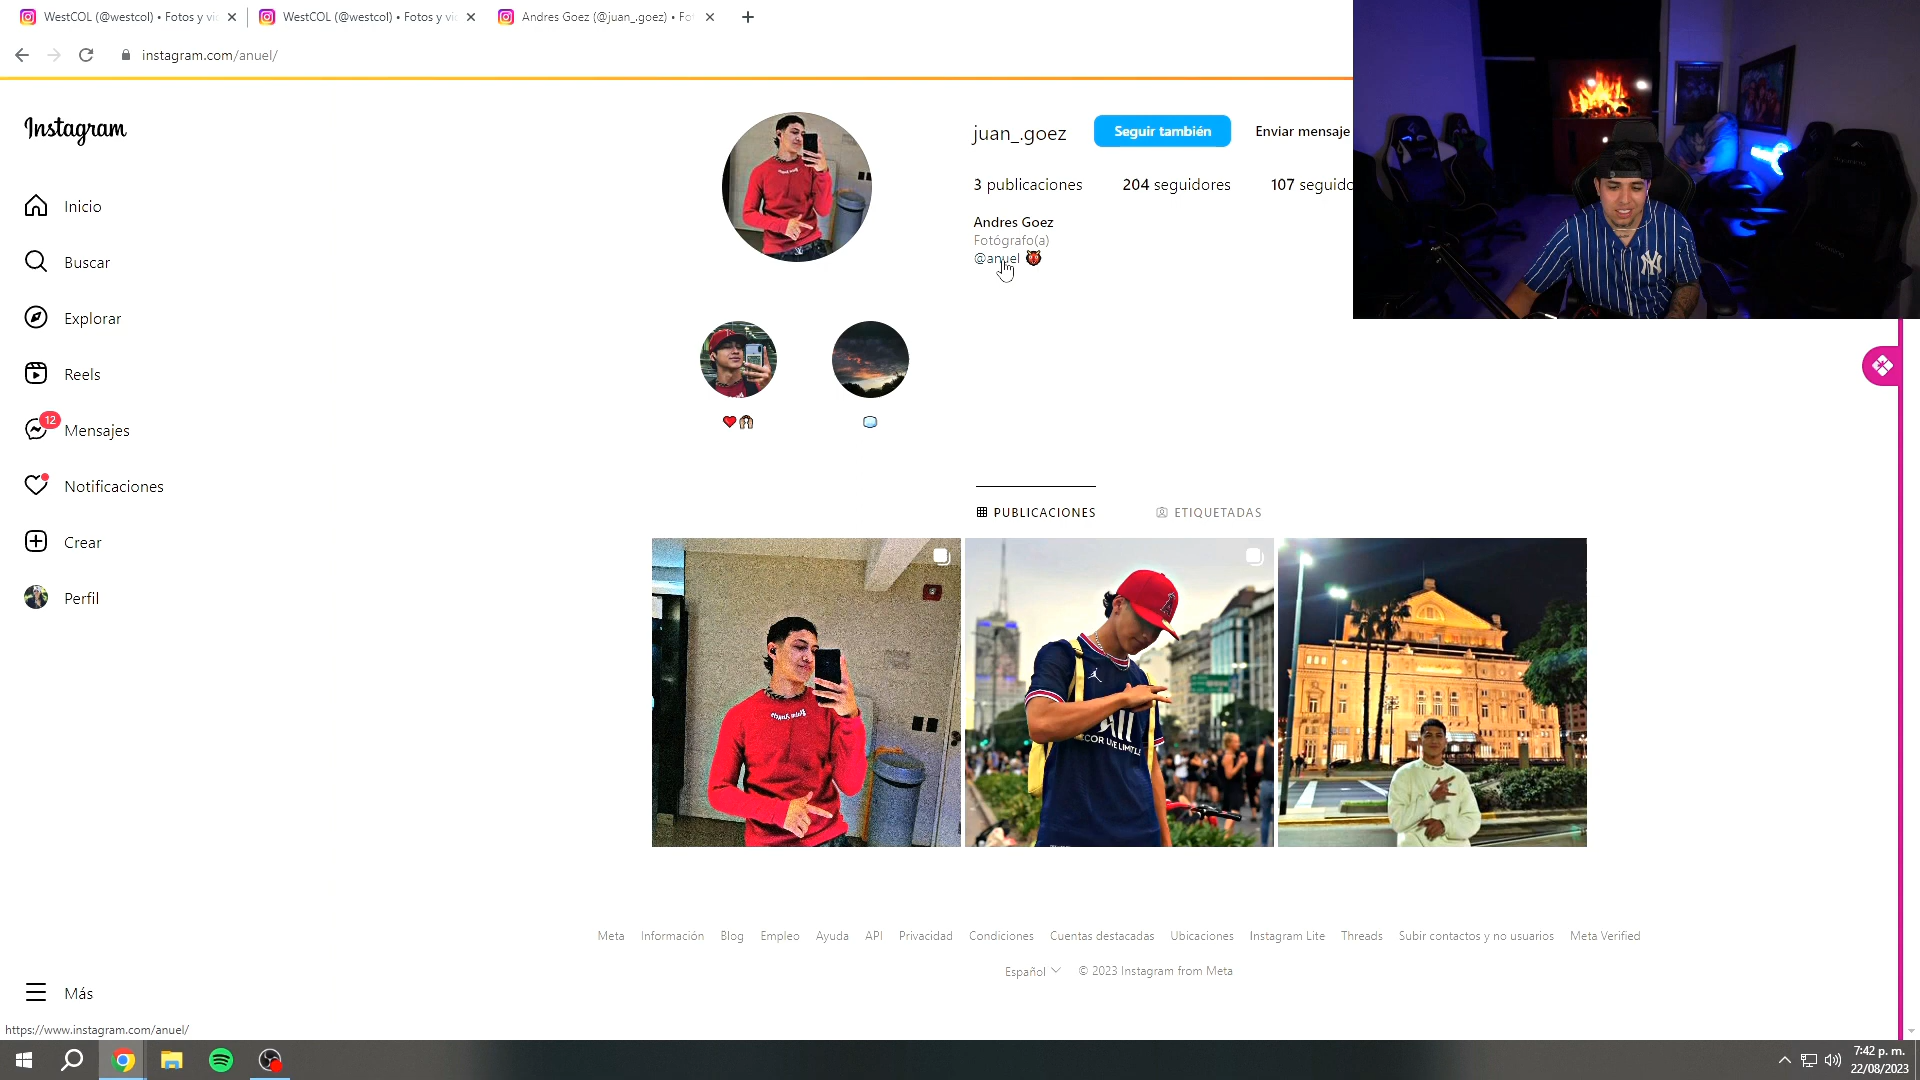 WestCOL (@westcol) • Fotos y vi
WestCOL (@westcol) • Fotos y vi
Andres Goez (@juan_.goez) • Fo
instagram.com/anuel/
Instagram
juan_.goez
Seguir también
Enviar mensaje
3 publicaciones
204 seguidores
107 seguido
Andres Goez
Fotógrafo(a)
@anuel
Inicio
Buscar
Explorar
Reels
12
Mensajes
Notificaciones
Crear
Perfil
PUBLICACIONES
ETIQUETADAS
Meta
Información
Blog
Empleo
Ayuda
API
Privacidad
Condiciones
Cuentas destacadas
Ubicaciones
Instagram Lite
Threads
Subir contactos y no usuarios
Meta Verified
Español
© 2023 Instagram from Meta
Más
https://www.instagram.com/anuel/
7:42 p. m.
22/08/2023